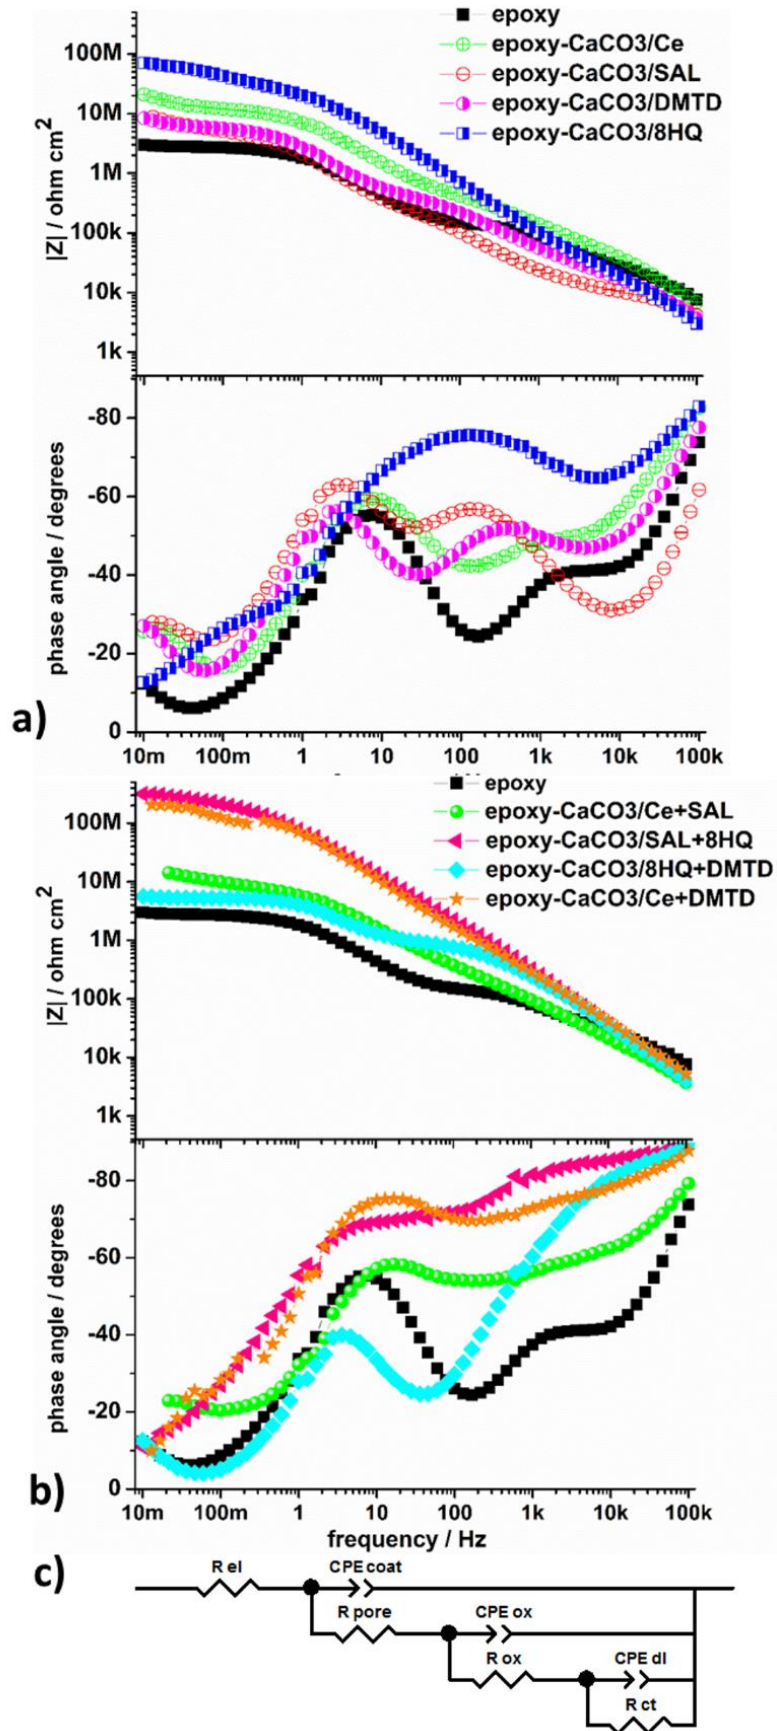 epoxy
epoxy-CaCO3/Ce
epoxy-CaCO3/SAL
epoxy-CaCO3/DMTD
epoxy-CaCO3/8HQ
100M
10M
1M
100k
10k
1k
|Z| / ohm cm²
-80
-60
-40
-20
0
phase angle / degrees
a)
10m 100m 1 10 100 1k 10k 100k
epoxy
epoxy-CaCO3/Ce+SAL
epoxy-CaCO3/SAL+8HQ
epoxy-CaCO3/8HQ+DMTD
epoxy-CaCO3/Ce+DMTD
100M
10M
1M
100k
10k
1k
|Z| / ohm cm²
-80
-60
-40
-20
0
phase angle / degrees
b)
10m 100m 1 10 100 1k 10k 100k
frequency / Hz
c)
R el CPE coat
R pore CPE ox
R ox CPE dl
R ct